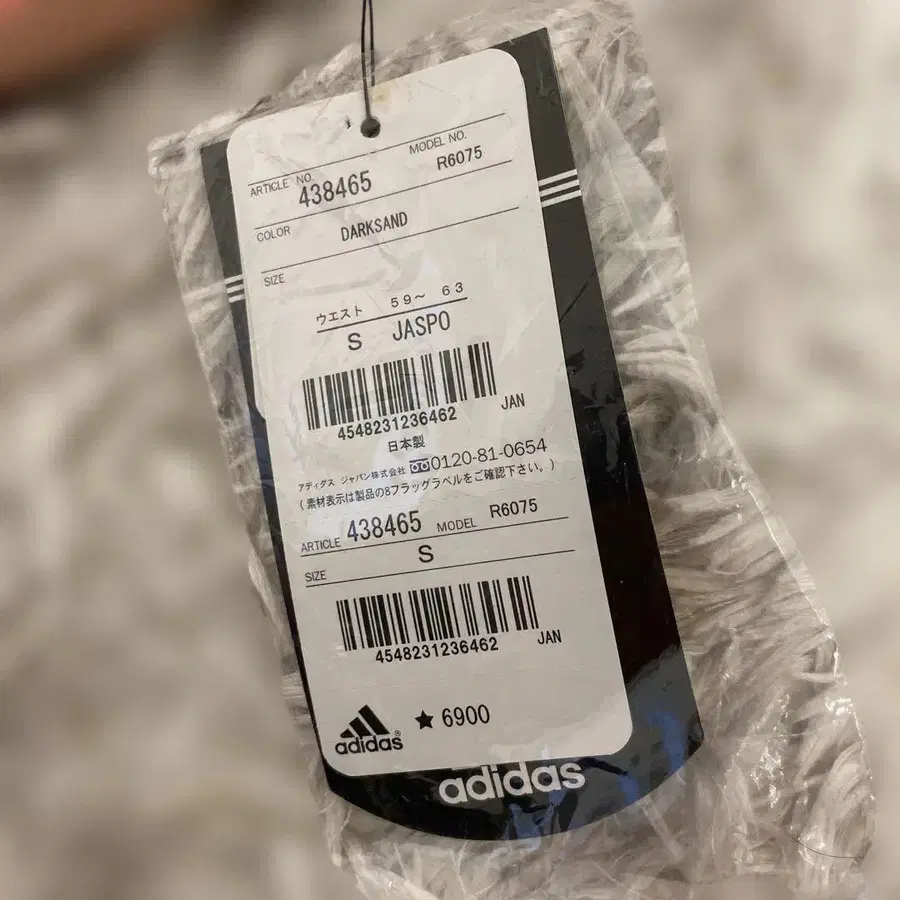 ARTICLE NO. 438465 MODEL NO. R6075
COLOR DARKSAND
SIZE
ウエスト 59~ 63
S JASPO
4548231236462 JAN
日本製
アディダス ジャパン株式会社 0120-81-0654
(素材表示は製品の8フラッグラベルをご確認下さい。)
ARTICLE 438465 MODEL R6075
SIZE S
4548231236462 JAN
adidas® ★6900
adidas